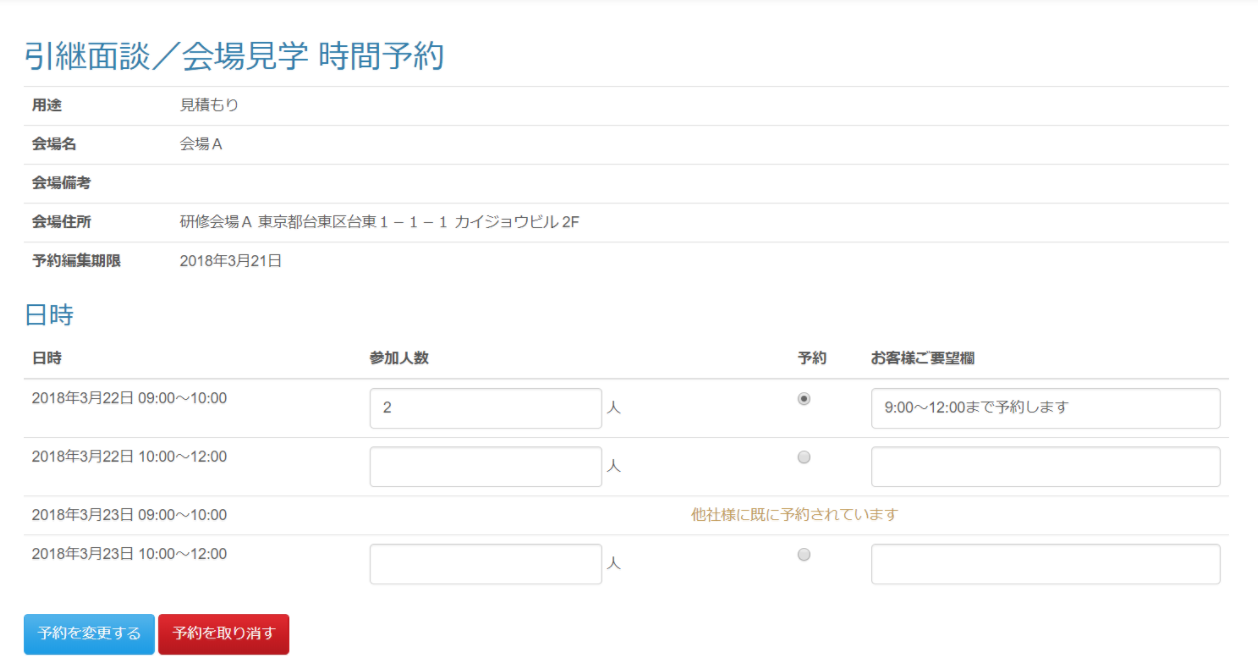 引継面談／会場見学 時間予約
用途 見積もり
会場名 会場Ａ
会場備考
会場住所 研修会場Ａ 東京都台東区台東１－１－１ カイジョウビル 2F
予約編集期限 2018年3月21日
日時
日時 参加人数 予約 お客様ご要望欄
2018年3月22日 09:00～10:00 2 人 9:00～12:00まで予約します
2018年3月22日 10:00～12:00 人
2018年3月23日 09:00～10:00 他社様に既に予約されています
2018年3月23日 10:00～12:00 人
予約を変更する 予約を取り消す